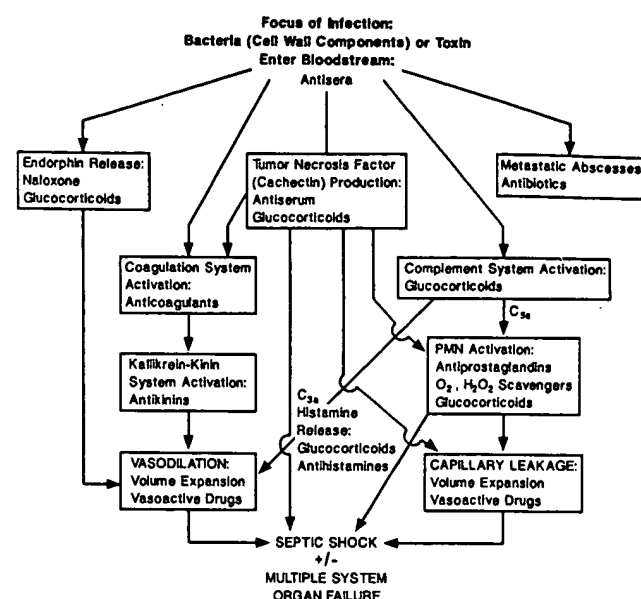 Focus of Infection:
Bacteria (Cell Wall Components) or Toxin
Enter Bloodstream:
Antisera
Endorphin Release:
Naloxone
Glucocorticoids
Tumor Necrosis Factor
(Cachectin) Production:
Antiserum
Glucocorticoids
Metastatic Abscesses
Antibiotics
Coagulation System
Activation:
Anticoagulants
Complement System Activation:
Glucocorticoids
C5a
Kallikrein-Kinin
System Activation:
Antikinins
PMN Activation:
Antiprostaglandins
O2 , H2O2 Scavengers
Glucocorticoids
C3a
Histamine
Release:
Glucocorticoids
Antihistamines
VASODILATION:
Volume Expansion
Vasoactive Drugs
CAPILLARY LEAKAGE:
Volume Expansion
Vasoactive Drugs
SEPTIC SHOCK
+/-
MULTIPLE SYSTEM
ORGAN FAILURE